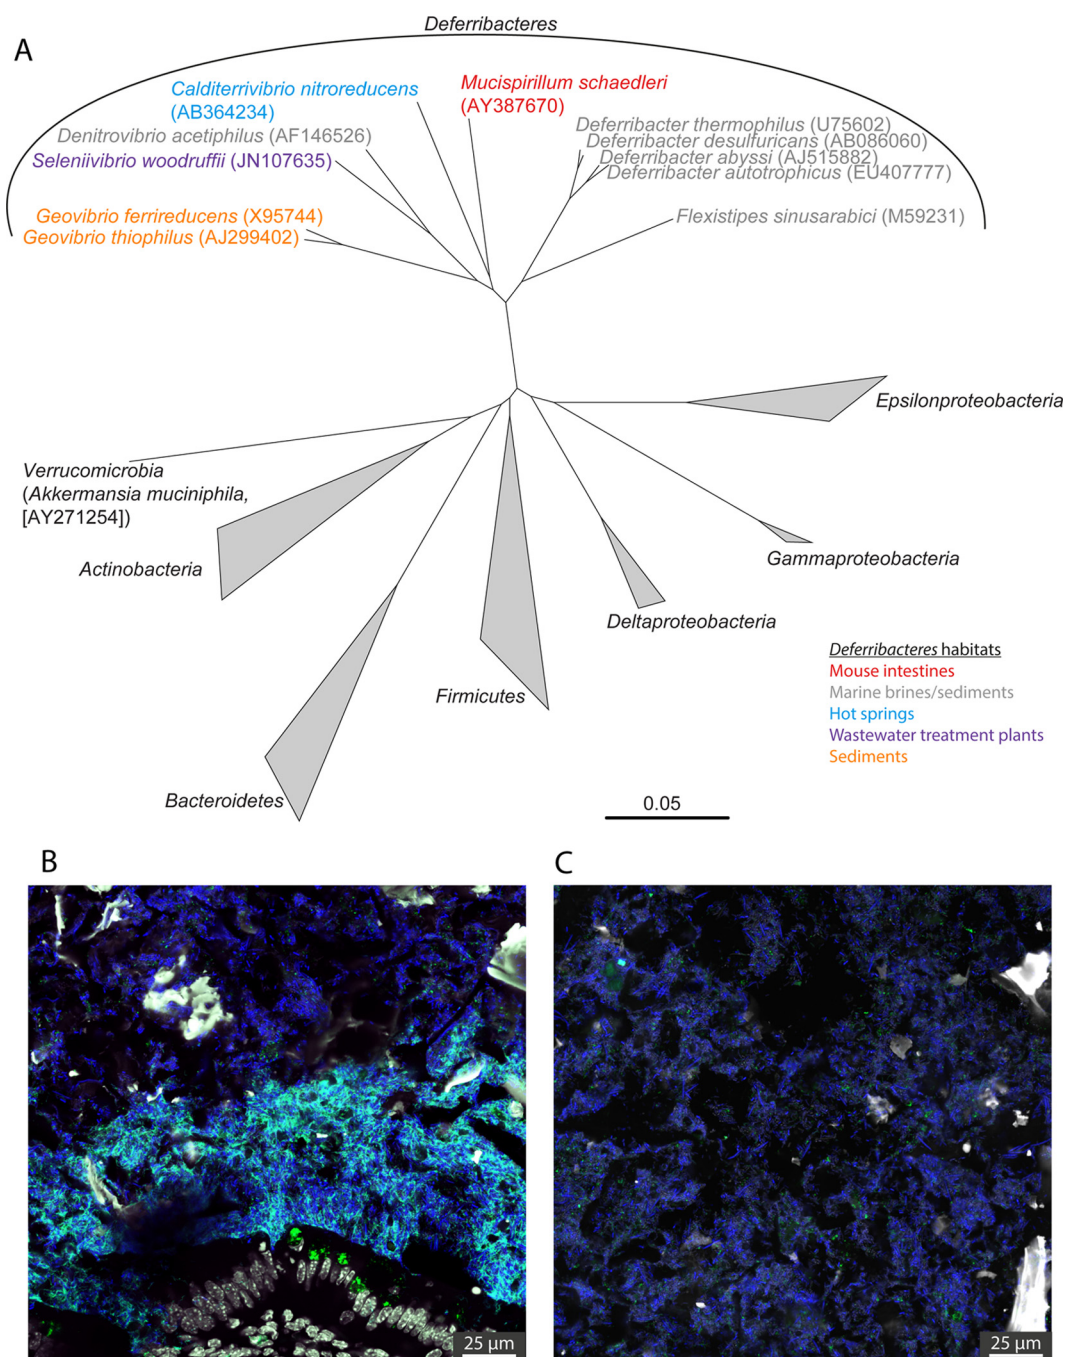 Deferribacteres
A
Calditerrivibrio nitroreducens
(AB364234)
Mucispirillum schaedleri
(AY387670)
Denitrovibrio acetiphilus (AF146526)
Seleniivibrio woodruffii (JN107635)
Deferribacter thermophilus (U75602)
Deferribacter desulfuricans (AB086060)
Deferribacter abyssi (AJ515882)
Deferribacter autotrophicus (EU407777)
Geovibrio ferrireducens (X95744)
Geovibrio thiophilus (AJ299402)
Flexistipes sinusarabici (M59231)
Epsilonproteobacteria
Verrucomicrobia
(Akkermansia muciniphila,
[AY271254])
Actinobacteria
Gammaproteobacteria
Deltaproteobacteria
Firmicutes
Bacteroidetes
Deferribacteres habitats
Mouse intestines
Marine brines/sediments
Hot springs
Wastewater treatment plants
Sediments
0.05
B
C
25 µm
25 µm